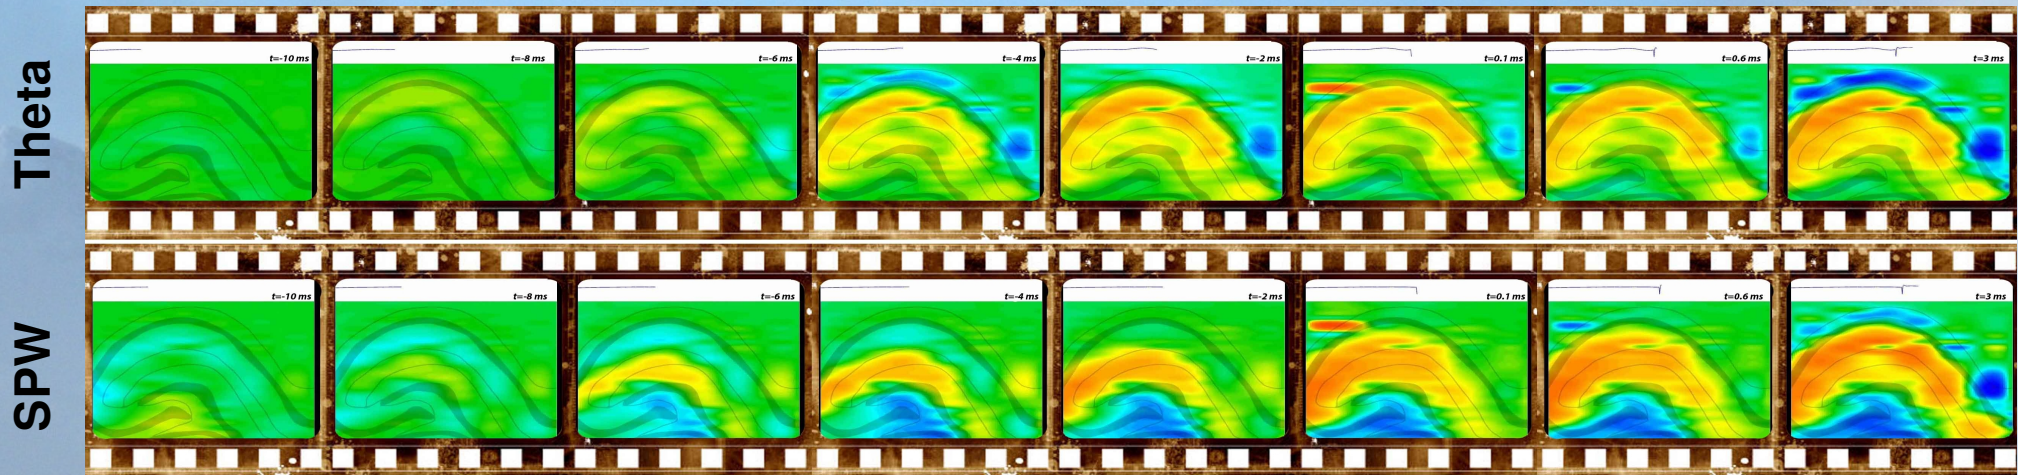 Theta
t=-10 ms
t=-8 ms
t=-6 ms
t=-4 ms
t=-2 ms
t=0.1 ms
t=0.6 ms
t=3 ms
SPW
t=-10 ms
t=-8 ms
t=-6 ms
t=-4 ms
t=-2 ms
t=0.1 ms
t=0.6 ms
t=3 ms